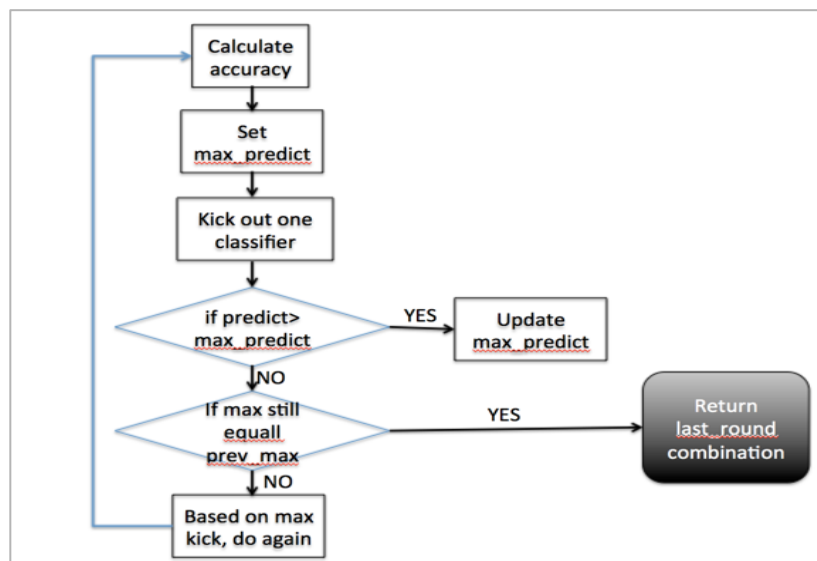 Calculate
accuracy
Set
max_predict
Kick out one
classifier
if predict>
max_predict
YES
Update
max_predict
NO
If max still
equall
prev_max
YES
Return
last_round
combination
NO
Based on max
kick, do again